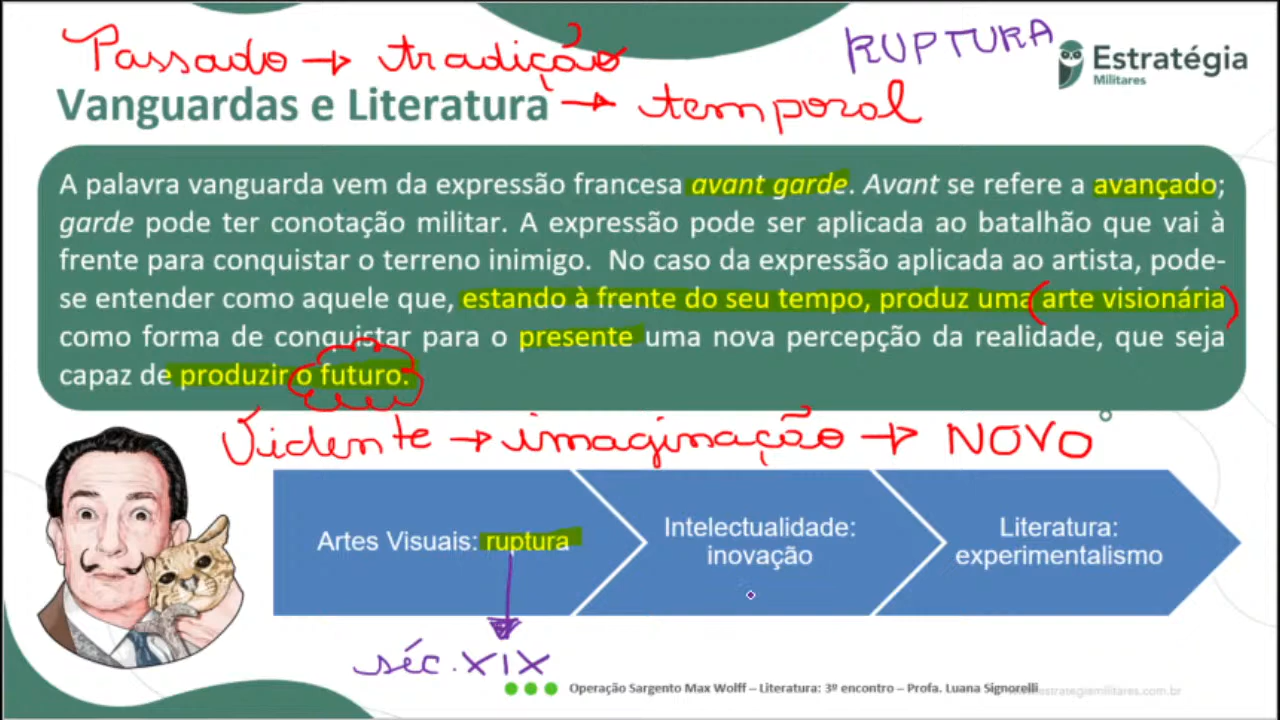 Passado → tradição
RUPTURA
Estratégia
Militares
Vanguardas e Literatura → temporal
A palavra vanguarda vem da expressão francesa avant garde. Avant se refere a avançado;
garde pode ter conotação militar. A expressão pode ser aplicada ao batalhão que vai à
frente para conquistar o terreno inimigo. No caso da expressão aplicada ao artista, pode-
se entender como aquele que, estando à frente do seu tempo, produz uma arte visionária
como forma de conquistar para o presente uma nova percepção da realidade, que seja
capaz de produzir o futuro.
Vidente → imaginação → NOVO
Artes Visuais: ruptura
Intelectualidade:
inovação
Literatura:
experimentalismo
séc. XIX
Operação Sargento Max Wolff – Literatura: 3º encontro – Profa. Luana Signorelli
estrategiamilitares.com.br